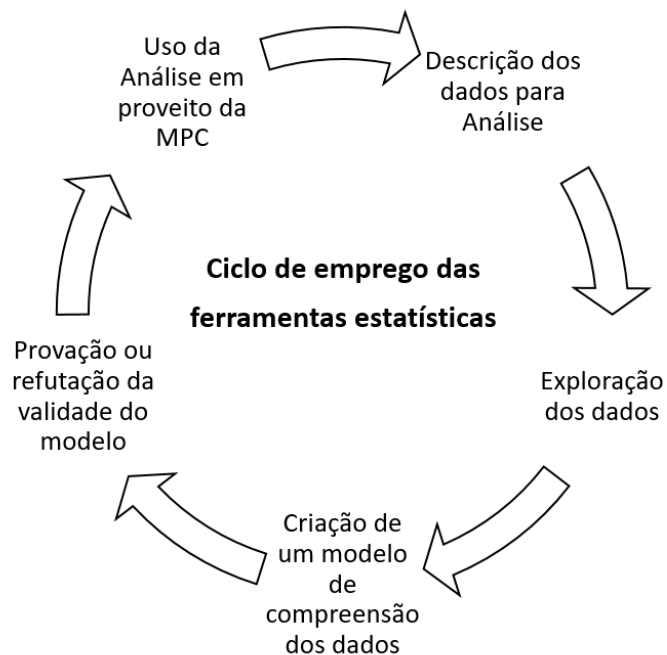 Uso da
Análise em
proveito da
MPC
Descrição dos
dados para
Análise
Ciclo de emprego das
ferramentas estatísticas
Provação ou
refutação da
validade do
modelo
Exploração
dos dados
Criação de
um modelo
de
compreensão
dos dados